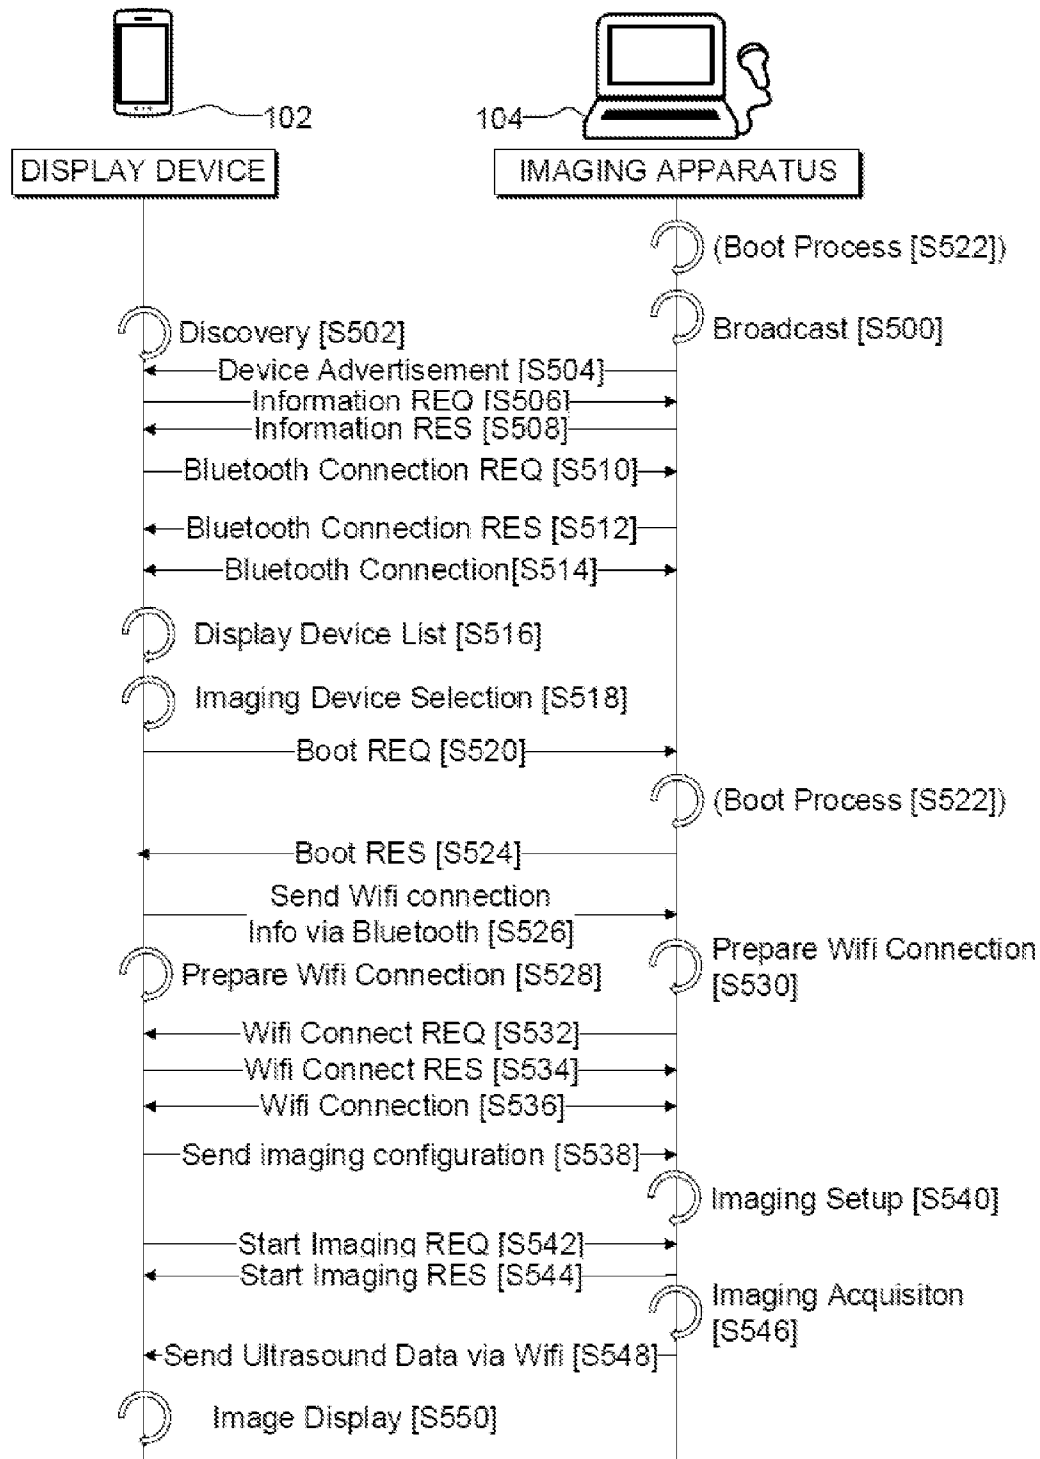 102
104
DISPLAY DEVICE
IMAGING APPARATUS
(Boot Process [S522])
Discovery [S502]
Broadcast [S500]
Device Advertisement [S504]
Information REQ [S506]
Information RES [S508]
Bluetooth Connection REQ [S510]
Bluetooth Connection RES [S512]
Bluetooth Connection[S514]
Display Device List [S516]
Imaging Device Selection [S518]
Boot REQ [S520]
(Boot Process [S522])
Boot RES [S524]
Send Wifi connection
Info via Bluetooth [S526]
Prepare Wifi Connection [S528]
Prepare Wifi Connection
[S530]
Wifi Connect REQ [S532]
Wifi Connect RES [S534]
Wifi Connection [S536]
Send imaging configuration [S538]
Imaging Setup [S540]
Start Imaging REQ [S542]
Start Imaging RES [S544]
Imaging Acquisiton
[S546]
Send Ultrasound Data via Wifi [S548]
Image Display [S550]